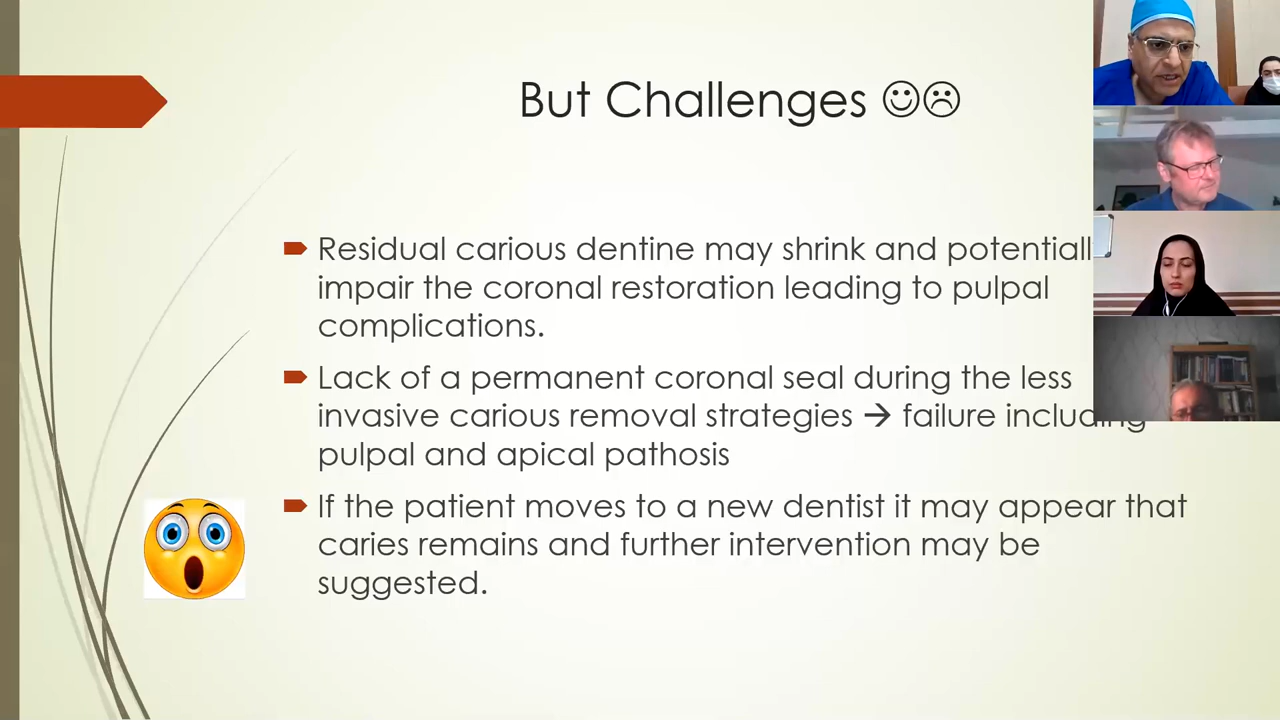 But Challenges ☺☹
Residual carious dentine may shrink and potentiall
impair the coronal restoration leading to pulpal
complications.
Lack of a permanent coronal seal during the less
invasive carious removal strategies → failure including
pulpal and apical pathosis
If the patient moves to a new dentist it may appear that
caries remains and further intervention may be
suggested.